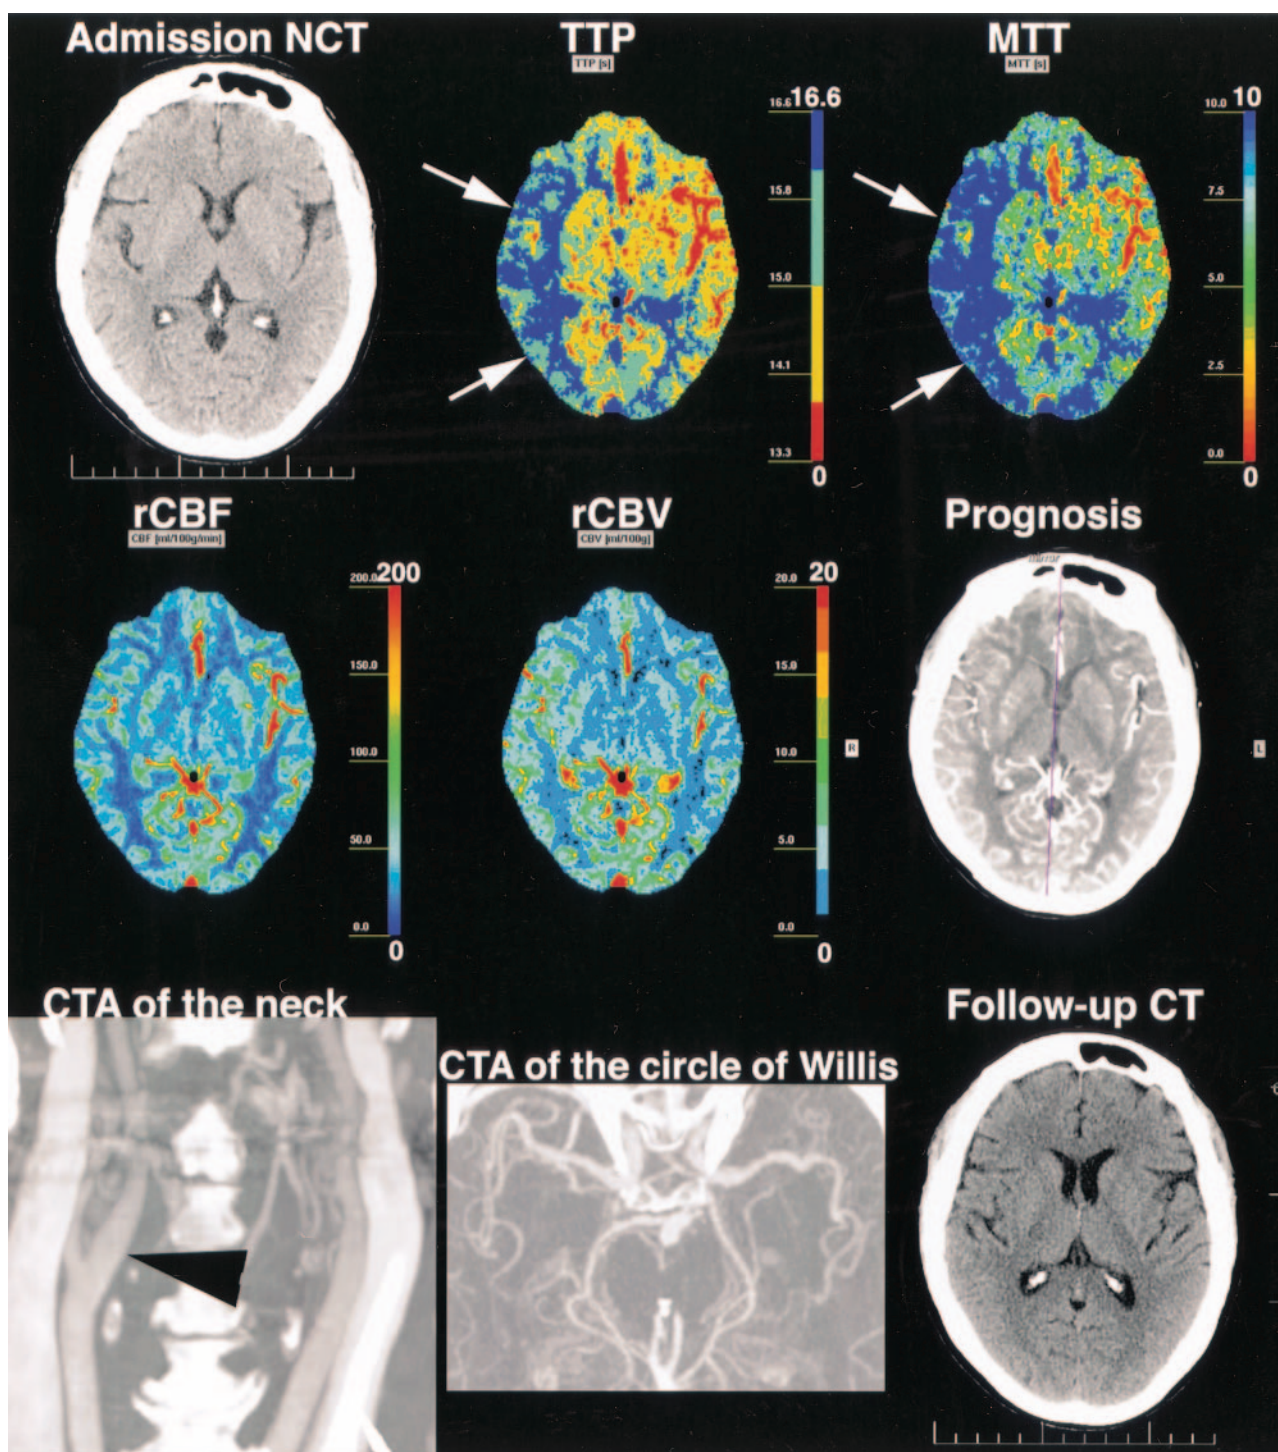 Admission NCT
TTP
TTP [s]
MTT
MTT [s]
16.6 16.6
15.8
15.0
14.1
13.3
0
10.0 10
7.5
5.0
2.5
0.0
0
rCBF
CBF [ml/100g/min]
200.0 200
150.0
100.0
50.0
0.0
0
rCBV
CBV [ml/100g]
20
20.0
15.0
10.0
5.0
0.0
0
Prognosis
mirror
R
L
CTA of the neck
CTA of the circle of Willis
Follow-up CT